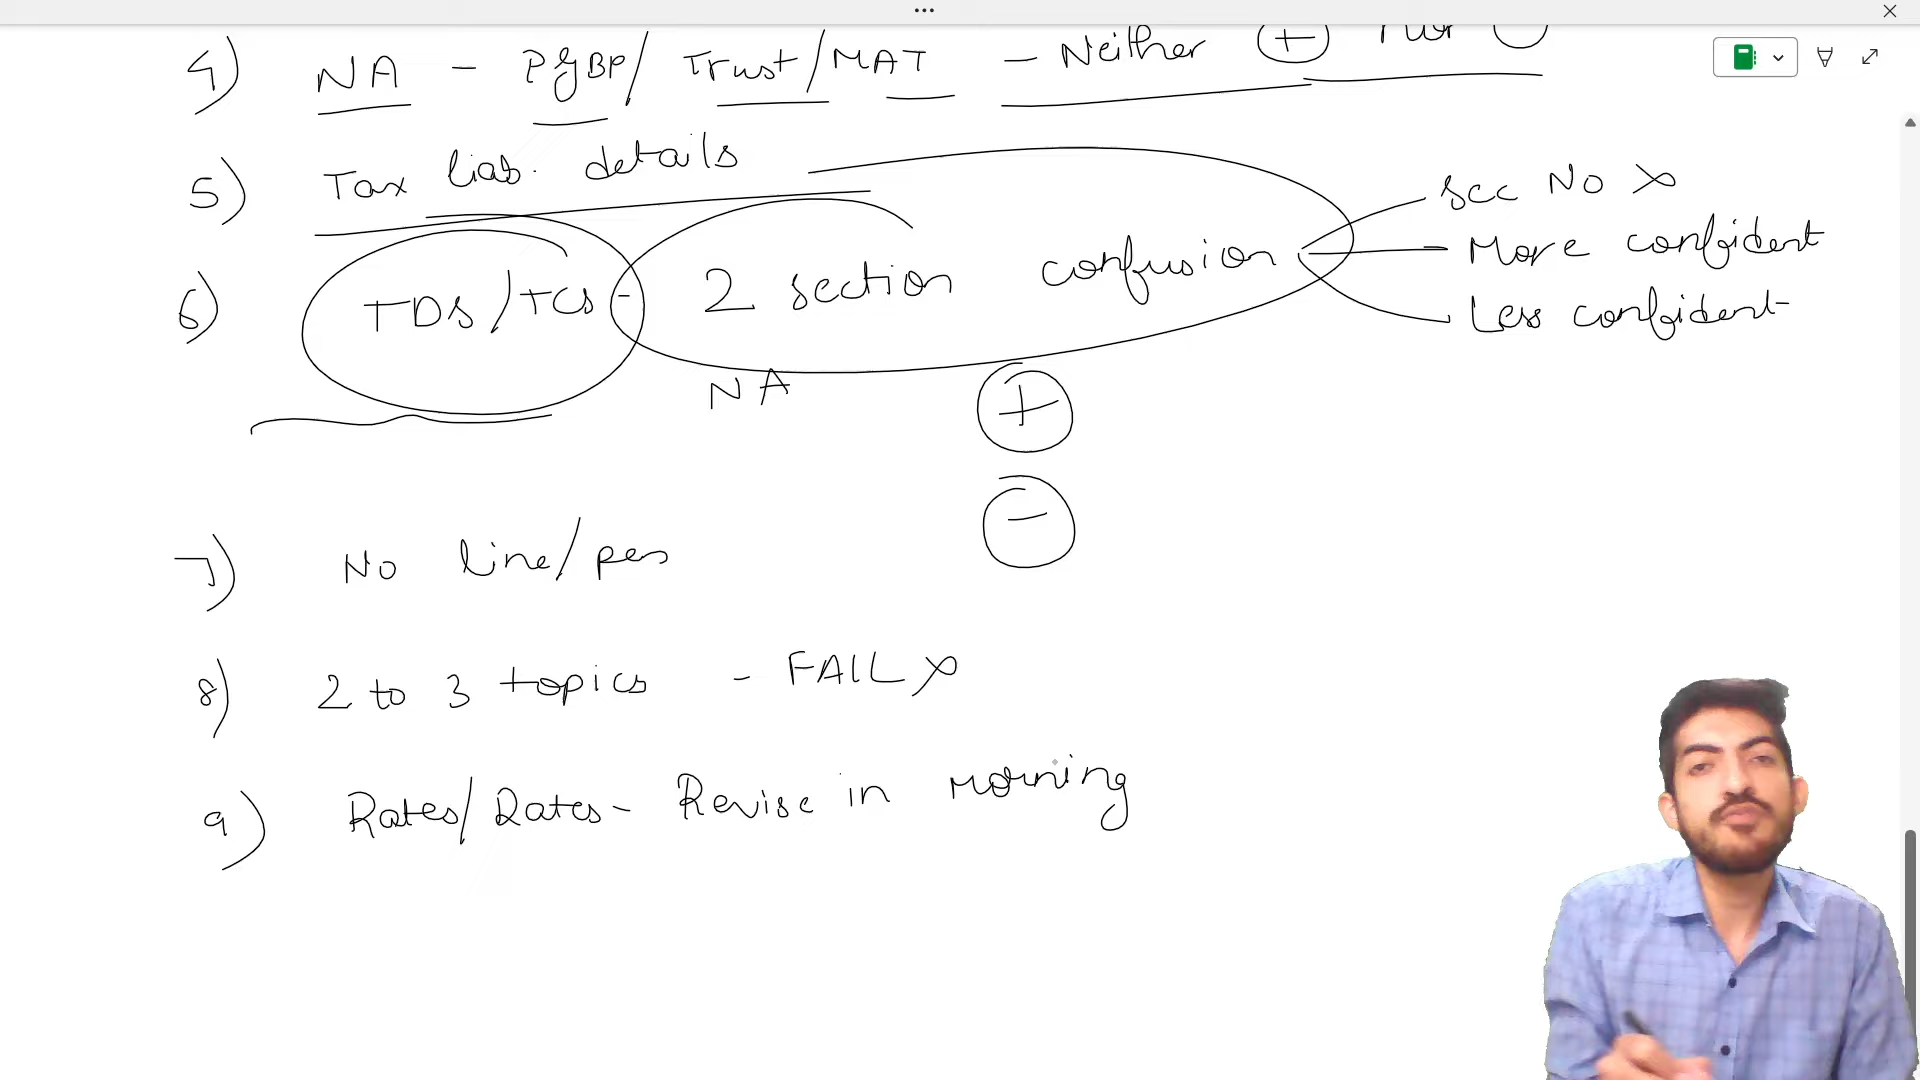 4) NA - PGBP/ Trust/MAT - Neither + nor -
5) Tax liab. details
6) TDS/TCS - 2 section confusion
Sec No x
More confident
Less confident
NA
+
-
7) No line/pen
8) 2 to 3 topics - FAIL x
9) Rates/Dates - Revise in morning